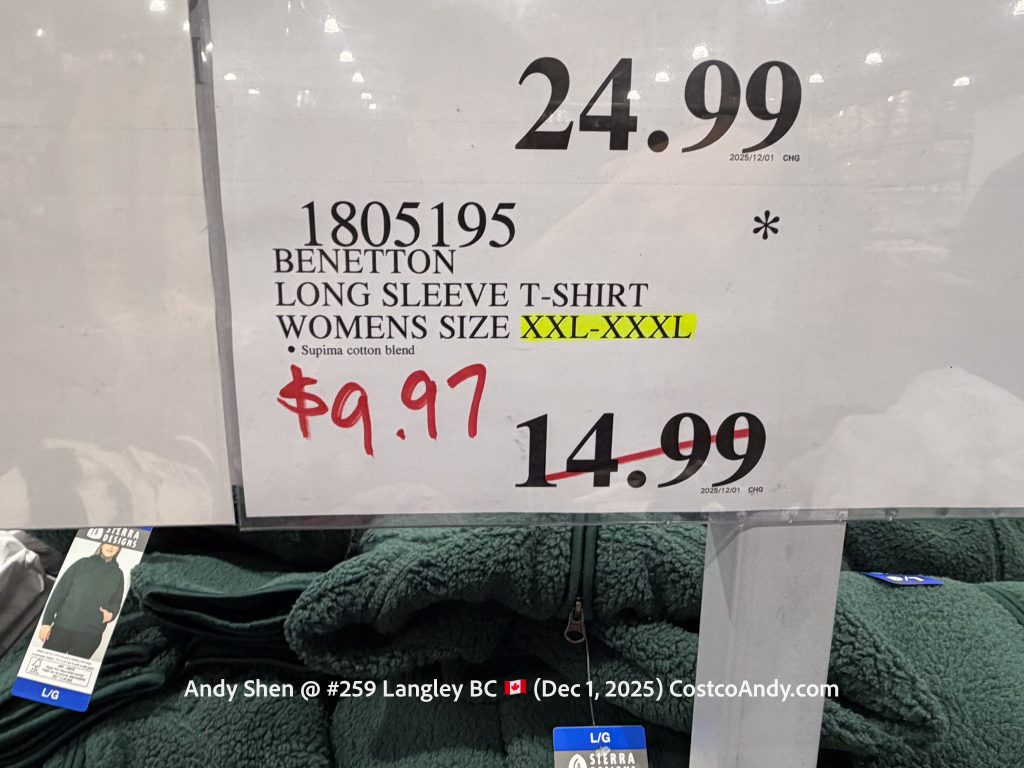 24.99
2025/12/01 CHG
1805195 *
BENETTON
LONG SLEEVE T-SHIRT
WOMENS SIZE XXL-XXXL
• Supima cotton blend
$9.97
14.99
2025/12/01 CHG
SIERRA
DESIGNS
L/G
Andy Shen @ #259 Langley BC 🇨🇦 (Dec 1, 2025) CostcoAndy.com
L/G
SIERRA